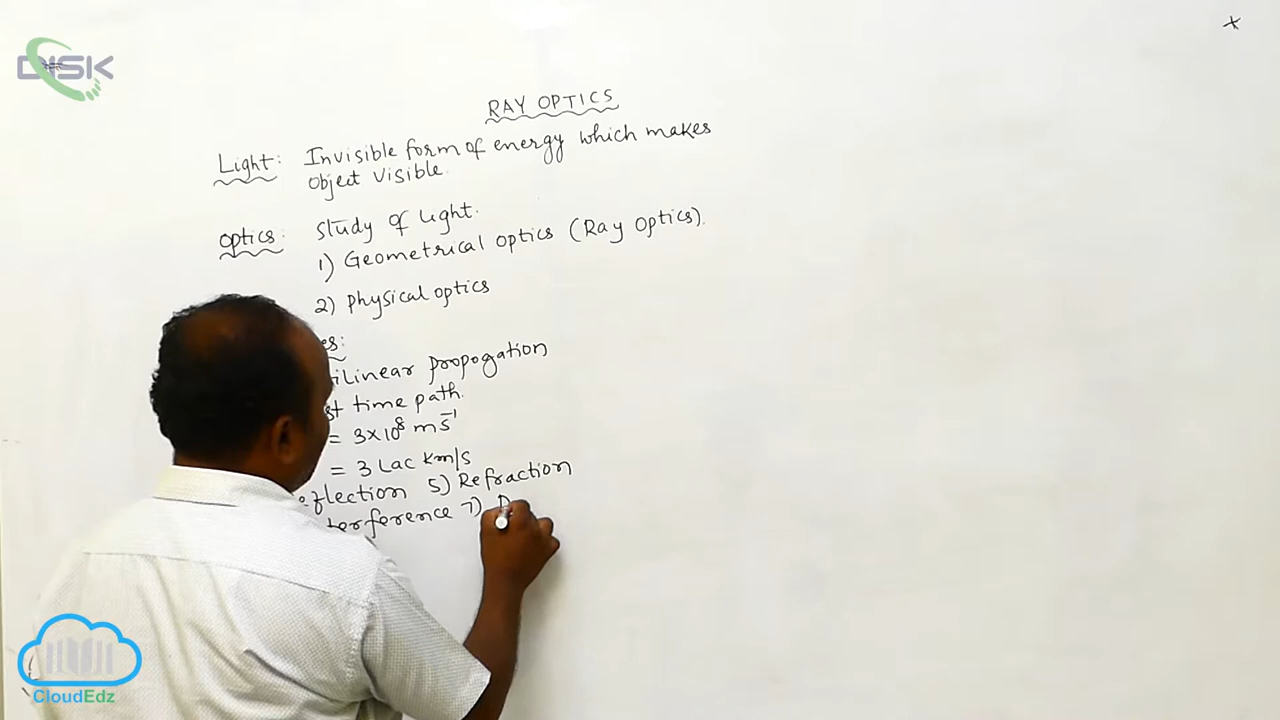 DISK
RAY OPTICS
Light: Invisible form of energy which makes
object visible.
optics: Study of light.
1) Geometrical optics (Ray optics).
2) physical optics
es:
ilinear propogation
st time path.
= 3×10⁸ m s⁻¹
= 3 Lac km/s
eflection 5) Refraction
terference 7)
CloudEdz